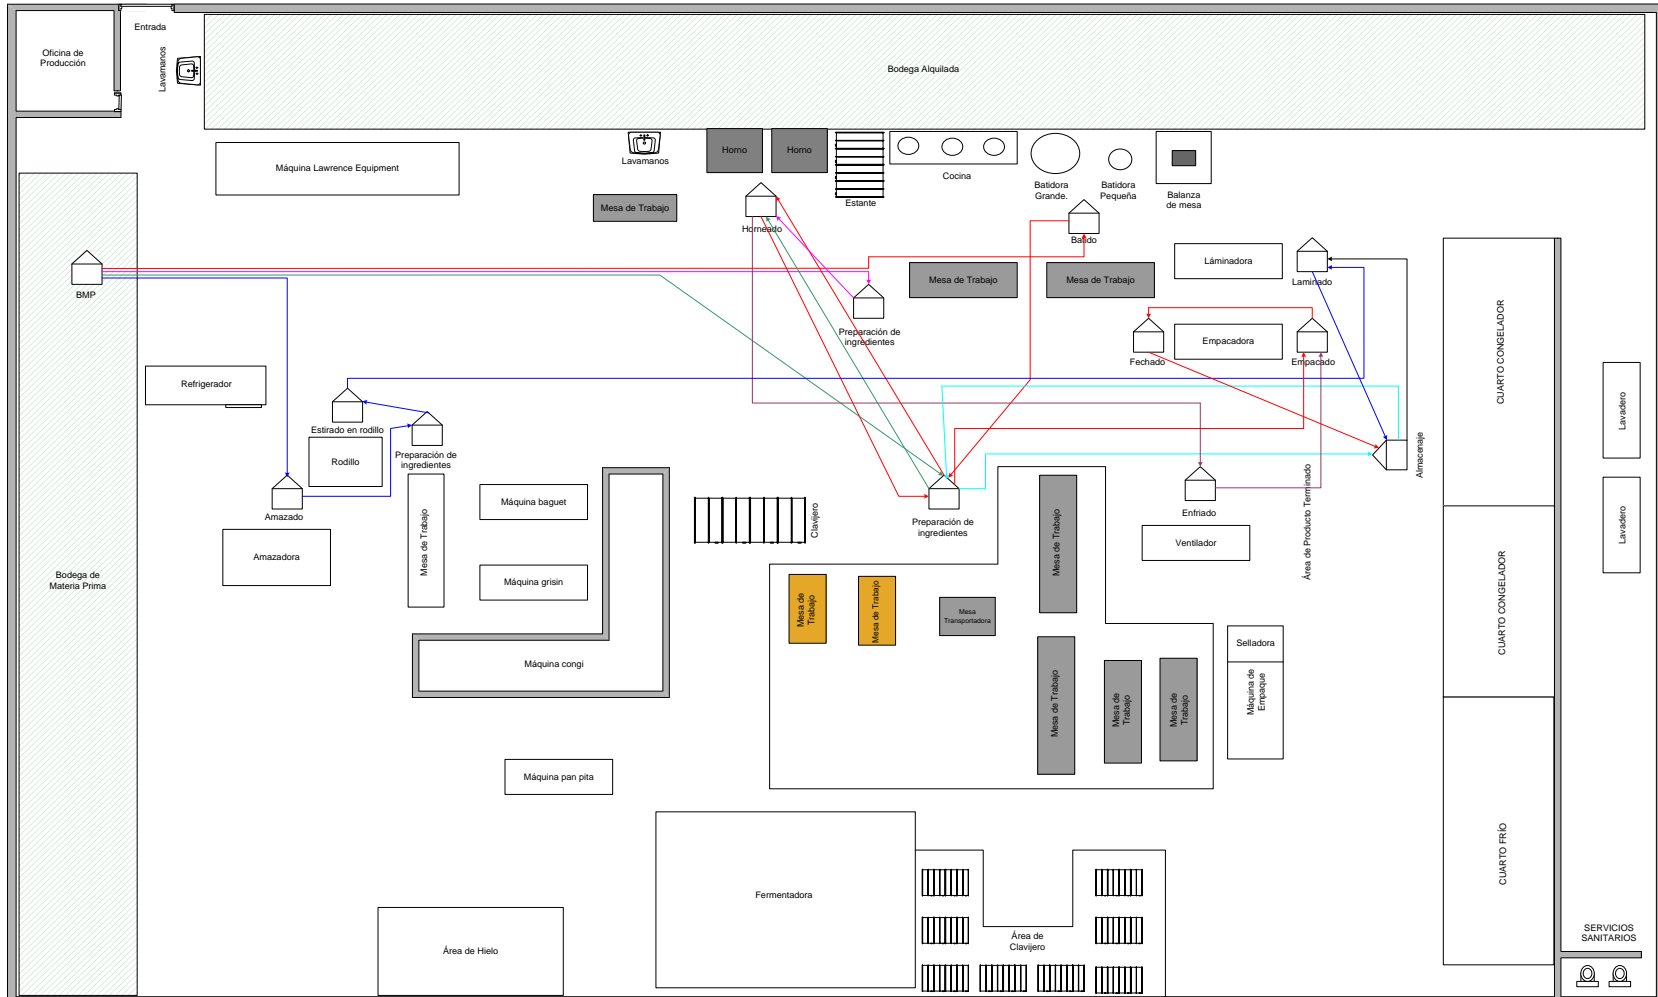 Entrada
Oficina de
Producción
Lavamanos
Bodega Alquilada
Máquina Lawrence Equipment
Lavamanos
Horno
Horno
Estante
Cocina
Batidora
Grande.
Batidora
Pequeña
Balanza
de mesa
Mesa de Trabajo
Horneado
Batido
BMP
Mesa de Trabajo
Mesa de Trabajo
Láminadora
Laminado
Preparación de
ingredientes
Fechado
Empacadora
Empacado
CUARTO CONGELADOR
Refrigerador
Estirado en rodillo
Lavadero
Rodillo
Preparación de
ingredientes
Almacenaje
Amazado
Máquina baguet
Clavijero
Preparación de
ingredientes
Enfriado
Área de Producto Terminado
Lavadero
Amazadora
Mesa de Trabajo
Mesa de Trabajo
Ventilador
Bodega de
Materia Prima
Máquina grisin
Mesa de
Trabajo
Mesa de Trabajo
Mesa
Transportadora
CUARTO CONGELADOR
Selladora
Máquina congi
Mesa de Trabajo
Mesa de
Trabajo
Mesa de
Trabajo
Máquina de
Empaque
Máquina pan pita
CUARTO FRÍO
Fermentadora
Área de
Clavijero
Área de Hielo
SERVICIOS
SANITARIOS